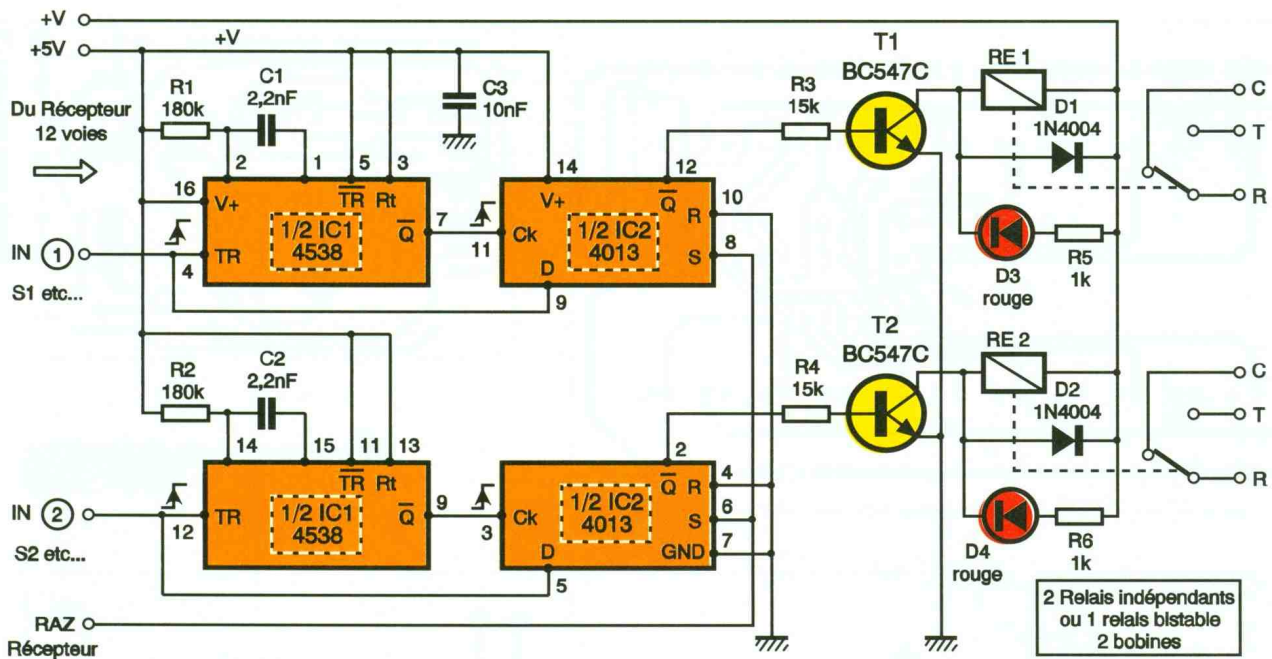 +V
+5V
+V
Du Récepteur
12 voies
R1
180k
C1
2,2nF
C3
10nF
2
1
5
3
16
V+
TR
Rt
1/2 IC1
4538
Q
7
IN 1
4
TR
S1 etc...
14
12
V+
Q
R
10
11
Ck
1/2 IC2
4013
S
8
D
9
R3
15k
T1
BC547C
RE 1
D1
1N4004
D3
rouge
R5
1k
C
T
R
R2
180k
C2
2,2nF
14
15
11
13
TR
Rt
IN 2
12
TR
1/2 IC1
4538
Q
9
S2 etc...
2
Q
R
4
3
Ck
1/2 IC2
4013
S
6
GND
7
D
5
R4
15k
T2
BC547C
RE 2
D2
1N4004
D4
rouge
R6
1k
C
T
R
RAZ
Récepteur
2 Relais indépendants
ou 1 relais bistable
2 bobines